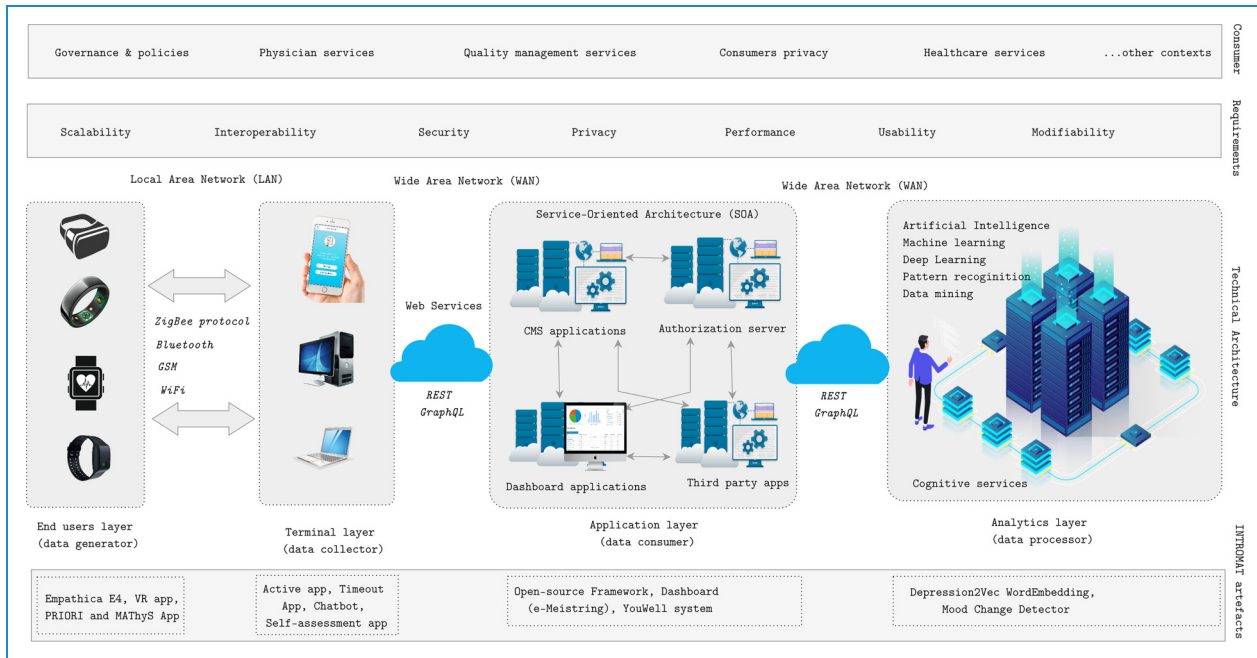 Governance & policies
Physician services
Quality management services
Consumers privacy
Healthcare services
...other contexts
Consumer
Scalability
Interoperability
Security
Privacy
Performance
Usability
Modifiability
Requirements
Local Area Network (LAN)
Wide Area Network (WAN)
Wide Area Network (WAN)
ZigBee protocol
Bluetooth
GSM
WiFi
Web Services
REST
GraphQL
Service-Oriented Architecture (SOA)
CMS applications
Authorization server
Dashboard applications
Third party apps
REST
GraphQL
Artificial Intelligence
Machine learning
Deep Learning
Pattern recoginition
Data mining
Cognitive services
Technical Architecture
End users layer
(data generator)
Terminal layer
(data collector)
Application layer
(data consumer)
Analytics layer
(data processor)
Empathica E4, VR app,
PRIORI and MAThyS App
Active app, Timeout
App, Chatbot,
Self-assessment app
Open-source Framework, Dashboard
(e-Meistring), YouWell system
Depression2Vec WordEmbedding,
Mood Change Detector
INTROMAT artefacts